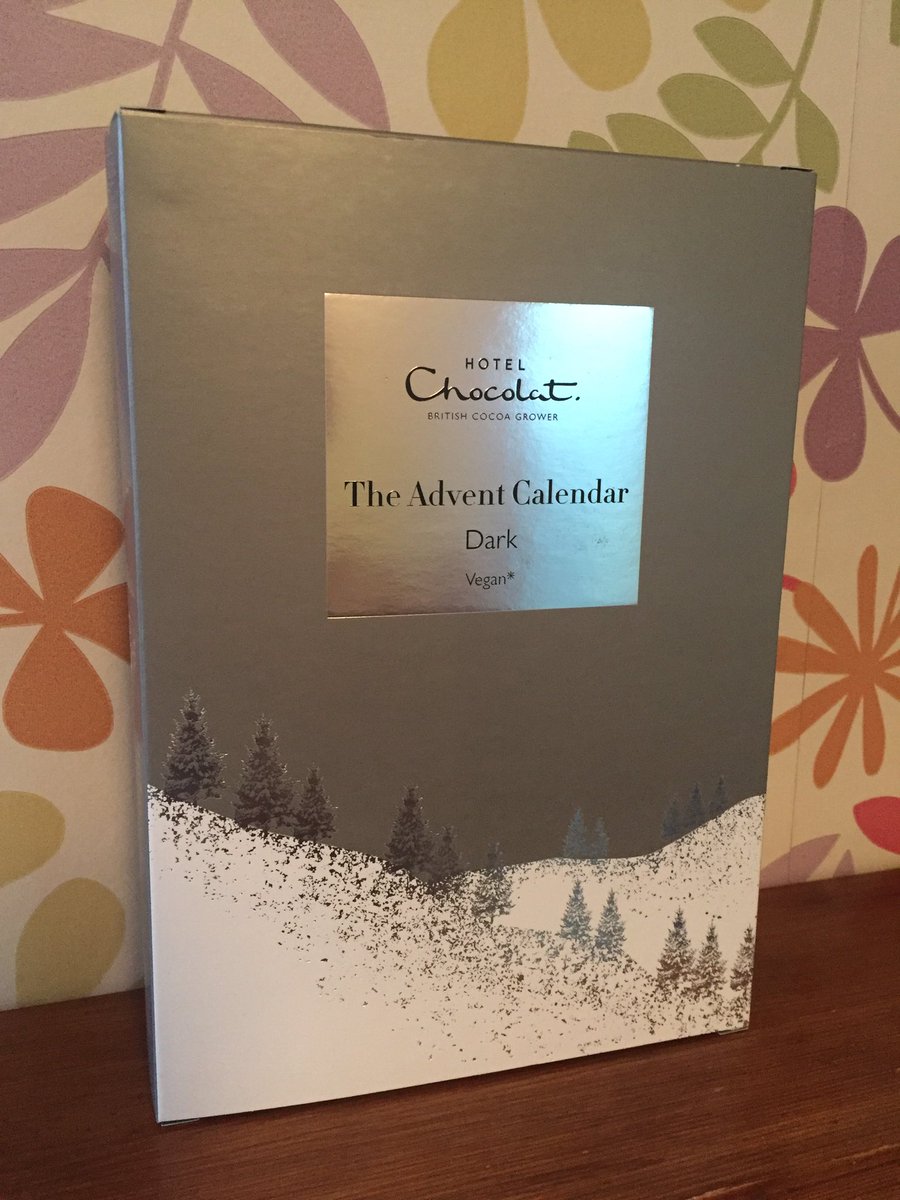 HOTEL
Chocolat.
BRITISH COCOA GROWER
The Advent Calendar
Dark
Vegan*